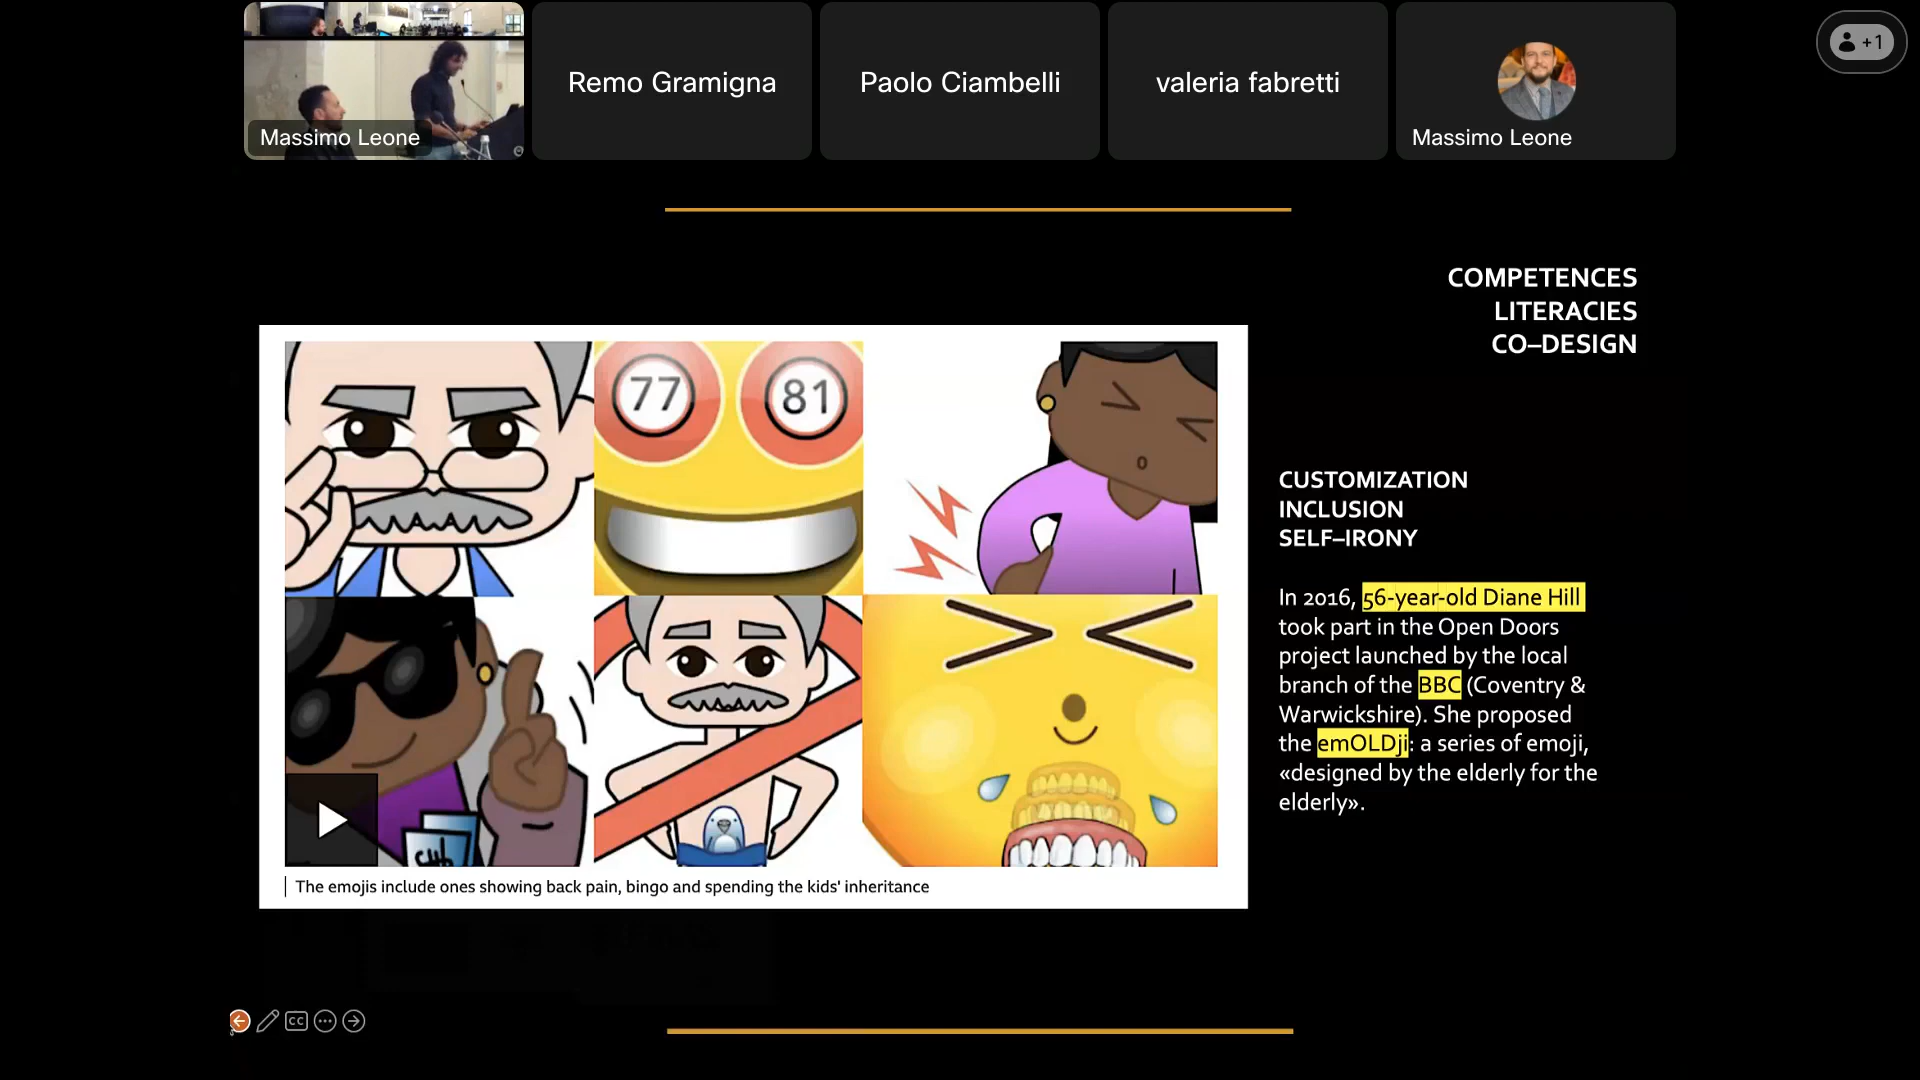 Massimo Leone
Remo Gramigna
Paolo Ciambelli
valeria fabretti
Massimo Leone
+1
COMPETENCES
LITERACIES
CO–DESIGN
77
81
The emojis include ones showing back pain, bingo and spending the kids' inheritance
CUSTOMIZATION
INCLUSION
SELF–IRONY
In 2016, 56-year-old Diane Hill
took part in the Open Doors
project launched by the local
branch of the BBC (Coventry &
Warwickshire). She proposed
the emOLDji: a series of emoji,
«designed by the elderly for the
elderly».
CC